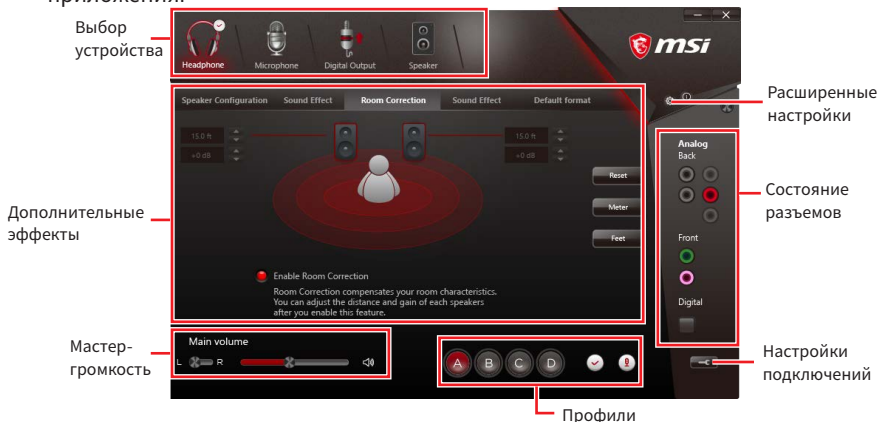 приложения.
Выбор
устройства
Headphone
Microphone
Digital Output
Speaker
msi
Speaker Configuration
Sound Effect
Room Correction
Sound Effect
Default format
15.0 ft
+0 dB
15.0 ft
+0 dB
Reset
Meter
Feet
Enable Room Correction
Room Correction compensates your room characteristics.
You can adjust the distance and gain of each speakers
after you enable this feature.
Расширенные
настройки
Analog
Back
Front
Digital
Состояние
разъемов
Дополнительные
эффекты
Мастер-
громкость
Main volume
L
R
A
B
C
D
Настройки
подключений
Профили